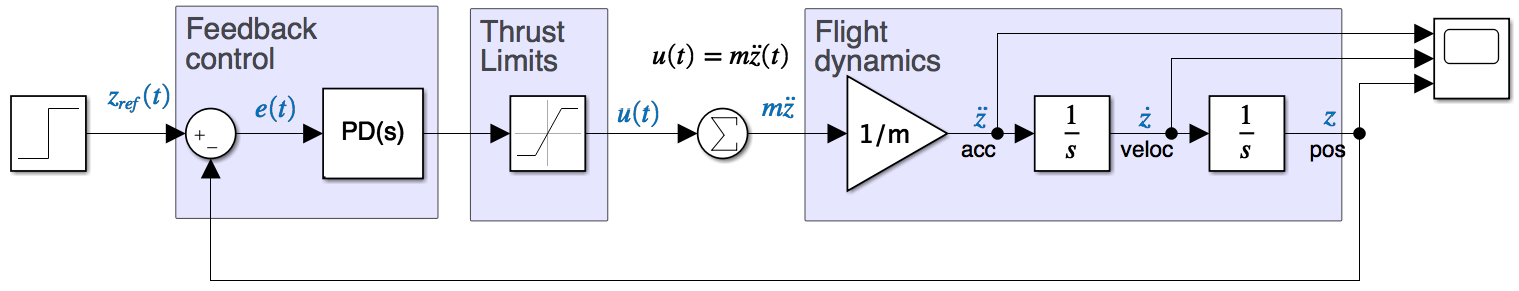 Feedback
control
Thrust
Limits
u(t) = mz̈(t)
Flight
dynamics
z_ref(t)
+
−
e(t)
PD(s)
u(t)
Σ
mz̈
1/m
z̈
acc
1
s
ż
veloc
1
s
z
pos